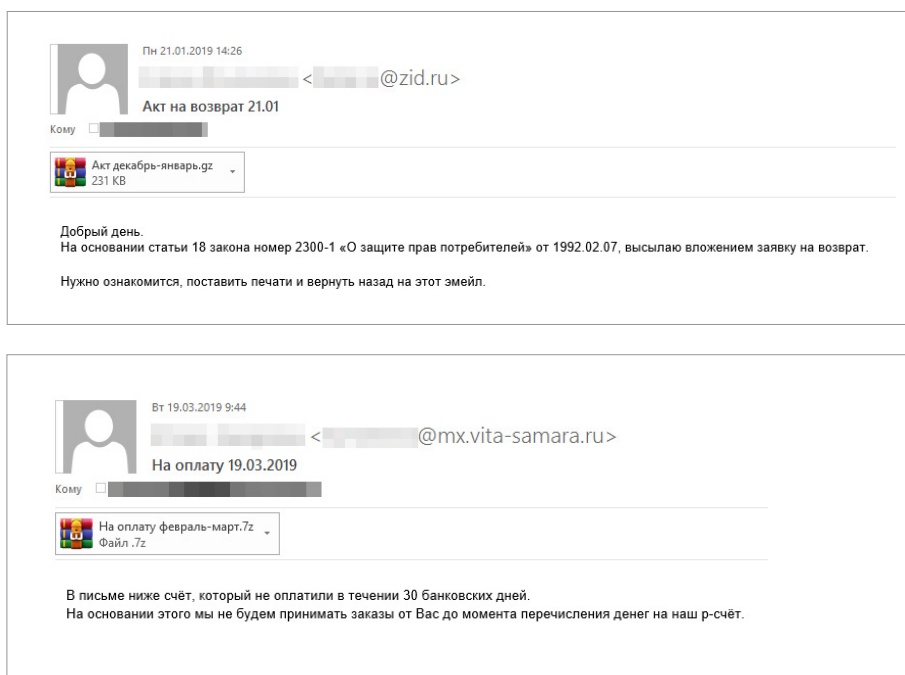 Пн 21.01.2019 14:26
< @zid.ru>
Акт на возврат 21.01
Кому
Акт декабрь-январь.gz
231 KB
Добрый день.
На основании статьи 18 закона номер 2300-1 «О защите прав потребителей» от 1992.02.07, высылаю вложением заявку на возврат.
Нужно ознакомится, поставить печати и вернуть назад на этот эмейл.
Вт 19.03.2019 9:44
< @mx.vita-samara.ru>
На оплату 19.03.2019
Кому
На оплату февраль-март.7z
Файл .7z
В письме ниже счёт, который не оплатили в течении 30 банковских дней.
На основании этого мы не будем принимать заказы от Вас до момента перечисления денег на наш р-счёт.